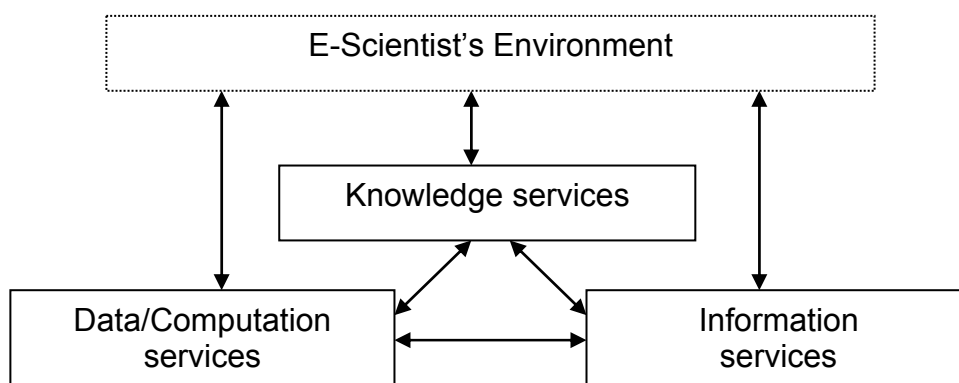 E-Scientist’s Environment
Knowledge services
Data/Computation
services
Information
services